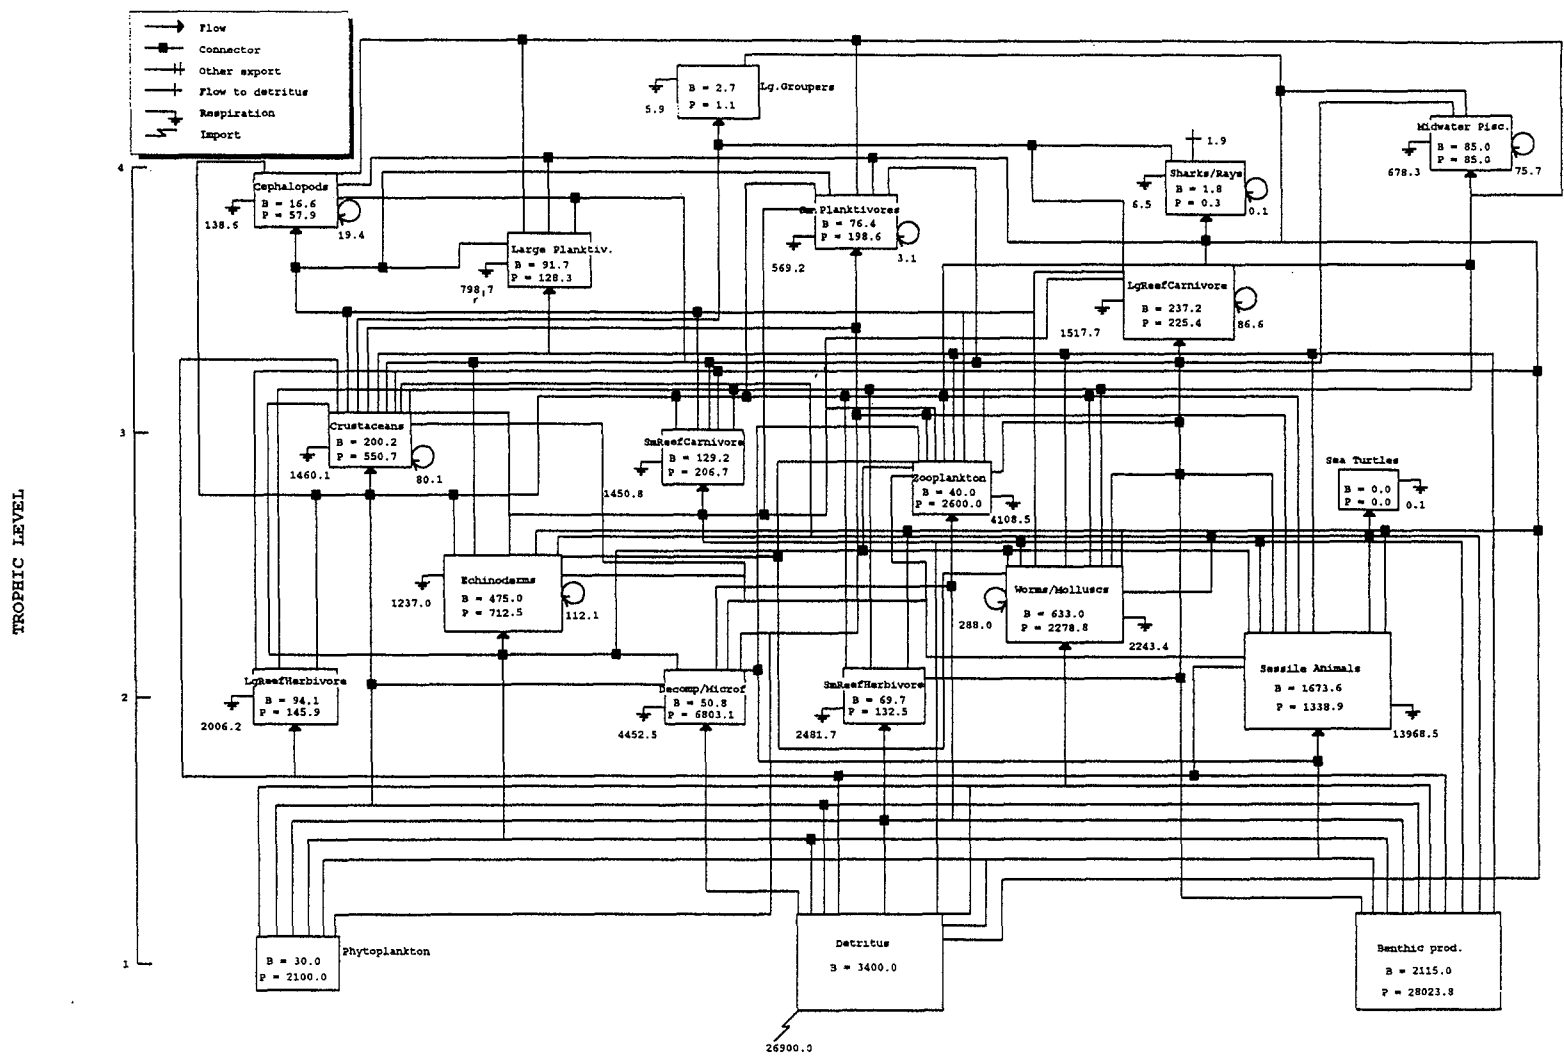 Flow
Connector
Other export
Flow to detritus
Respiration
Import
TROPHIC LEVEL
4
3
2
1
Lg.Groupers
B = 2.7
P = 1.1
5.9
Midwater Pisc.
B = 85.0
P = 85.0
678.3
75.7
1.9
Sharks/Rays
B = 1.8
P = 0.3
6.5
0.1
Cephalopods
B = 16.6
P = 57.9
138.6
19.4
Planktivores
B = 76.4
P = 198.6
569.2
3.1
Large Planktiv.
B = 91.7
P = 128.3
798.7
LgReefCarnivore
B = 237.2
P = 225.4
1517.7
86.6
Crustaceans
B = 200.2
P = 550.7
1460.1
80.1
SmReefCarnivore
B = 129.2
P = 206.7
1450.8
Zooplankton
B = 40.0
P = 2600.0
4108.5
Sea Turtles
B = 0.0
P = 0.0
0.1
Echinoderms
B = 475.0
P = 712.5
1237.0
112.1
Worms/Molluscs
B = 633.0
P = 2278.8
288.0
2243.4
Sessile Animals
B = 1673.6
P = 1338.9
13968.5
LgReefHerbivore
B = 94.1
P = 145.9
2006.2
Decomp/Microf
B = 50.8
P = 6803.1
4452.5
SmReefHerbivore
B = 69.7
P = 132.5
2481.7
Phytoplankton
B = 30.0
P = 2100.0
Detritus
B = 3400.0
26900.0
Benthic prod.
B = 2115.0
P = 28023.8